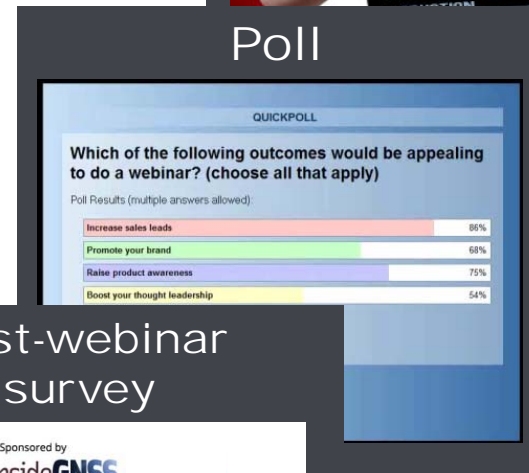 Poll
QUICKPOLL
Which of the following outcomes would be appealing
to do a webinar? (choose all that apply)
Poll Results (multiple answers allowed):
Increase sales leads 86%
Promote your brand 68%
Raise product awareness 75%
Boost your thought leadership 54%
st-webinar
survey
Sponsored by
GNSS